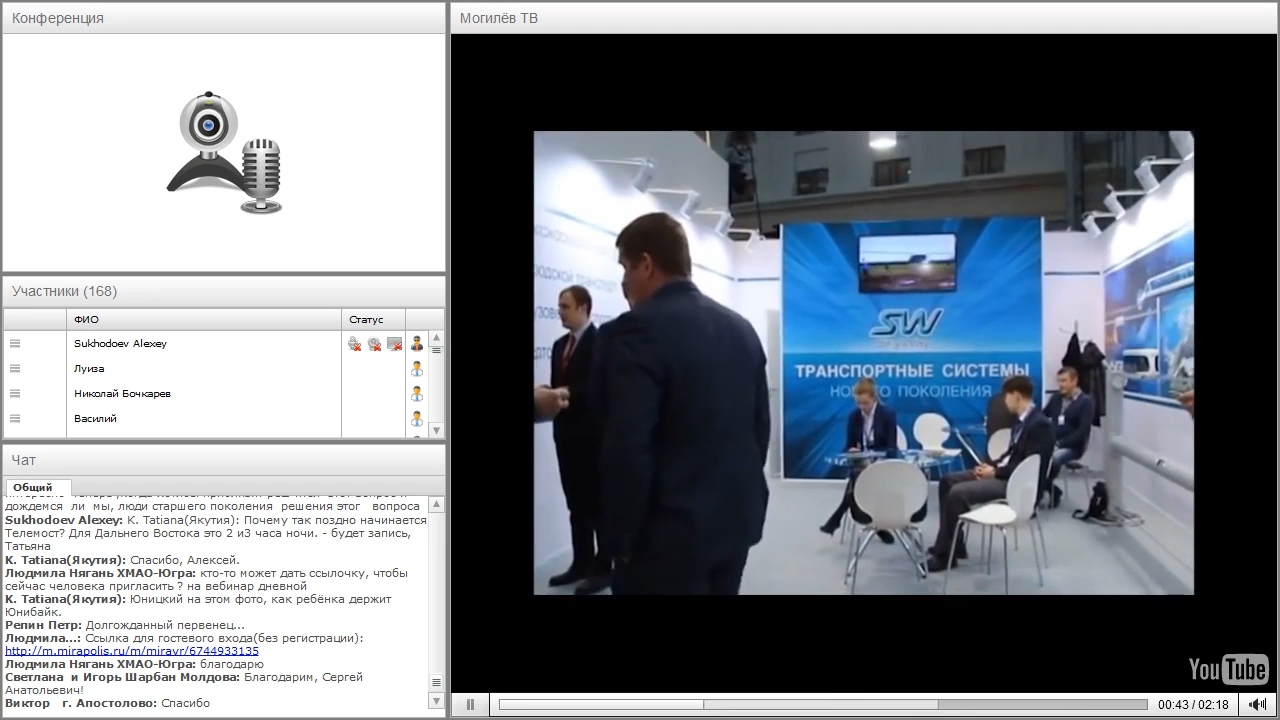 Конференция
Могилёв ТВ
Участники (168)
ФИО
Статус
Sukhodoev Alexey
Луиза
Николай Бочкарев
Василий
Чат
Общий
дождемся ли мы, люди старшего поколения решения этог вопроса
Sukhodoev Alexey: К. Tatiana(Якутия): Почему так поздно начинается
Телемост? Для Дальнего Востока это 2 и3 часа ночи. - будет запись,
Татьяна
К. Tatiana(Якутия): Спасибо, Алексей.
Людмила Нягань ХМАО-Югра: кто-то может дать ссылочку, чтобы
сейчас человека пригласить? на вебинар дневной
К. Tatiana(Якутия): Юницкий на этом фото, как ребёнка держит
Юнибайк.
Репин Петр: Долгожданный первенец...
Людмила...: Ссылка для гостевого входа(без регистрации):
http://m.mirapolis.ru/m/miravr/6744933135
Людмила Нягань ХМАО-Югра: благодарю
Светлана и Игорь Шарбан Молдова: Благодарим, Сергей
Анатольевич!
Виктор г. Апостолово: Спасибо
SW
ТРАНСПОРТНЫЕ СИСТЕМЫ
НОВОГО ПОКОЛЕНИЯ
YouTube
00:43 / 02:18